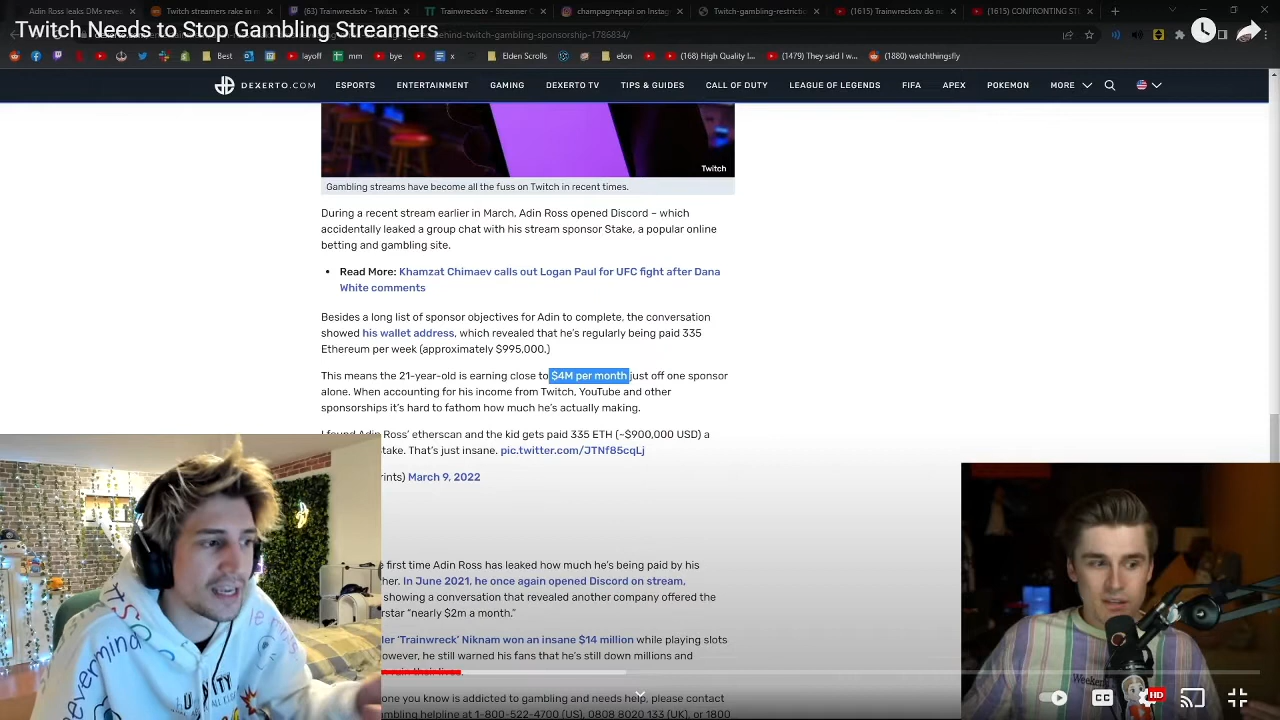 Adin Ross leaks DMs reve
Twitch streamers rake in m
(63) Trainwreckstv - Twitch
Trainwreckstv - Streamer C
champagnepapi on Instag
Twitch-gambling-restrictio
(1615) Trainwreckstv do n
(1615) CONFRONTING ST
Twitch Needs to Stop Gambling Streamers
behind-twitch-gambling-sponsorship-1786834/
Best
oil
layoff
mm
bye
x
Elder Scrolls
elon
(168) High Quality I...
(1479) They said I w...
(1880) watchthingsfly
DEXERTO.COM ESPORTS ENTERTAINMENT GAMING DEXERTO TV TIPS & GUIDES CALL OF DUTY LEAGUE OF LEGENDS FIFA APEX POKEMON MORE
Twitch
Gambling streams have become all the fuss on Twitch in recent times.
During a recent stream earlier in March, Adin Ross opened Discord – which
accidentally leaked a group chat with his stream sponsor Stake, a popular online
betting and gambling site.
• Read More: Khamzat Chimaev calls out Logan Paul for UFC fight after Dana
White comments
Besides a long list of sponsor objectives for Adin to complete, the conversation
showed his wallet address, which revealed that he's regularly being paid 335
Ethereum per week (approximately $995,000.)
This means the 21-year-old is earning close to $4M per month just off one sponsor
alone. When accounting for his income from Twitch, YouTube and other
sponsorships it's hard to fathom how much he's actually making.
I found Adin Ross' etherscan and the kid gets paid 335 ETH (~$900,000 USD) a
take. That's just insane. pic.twitter.com/JTNf85cqLj
rints) March 9, 2022
first time Adin Ross has leaked how much he's being paid by his
her. In June 2021, he once again opened Discord on stream,
showing a conversation that revealed another company offered the
rstar "nearly $2m a month."
ler 'Trainwreck' Niknam won an insane $14 million while playing slots
owever, he still warned his fans that he's still down millions and
one you know is addicted to gambling and needs help, please contact
mbling helpline at 1-800-522-4700 (US), 0808 8020 133 (UK), or 1800
nevermind
CC
HD